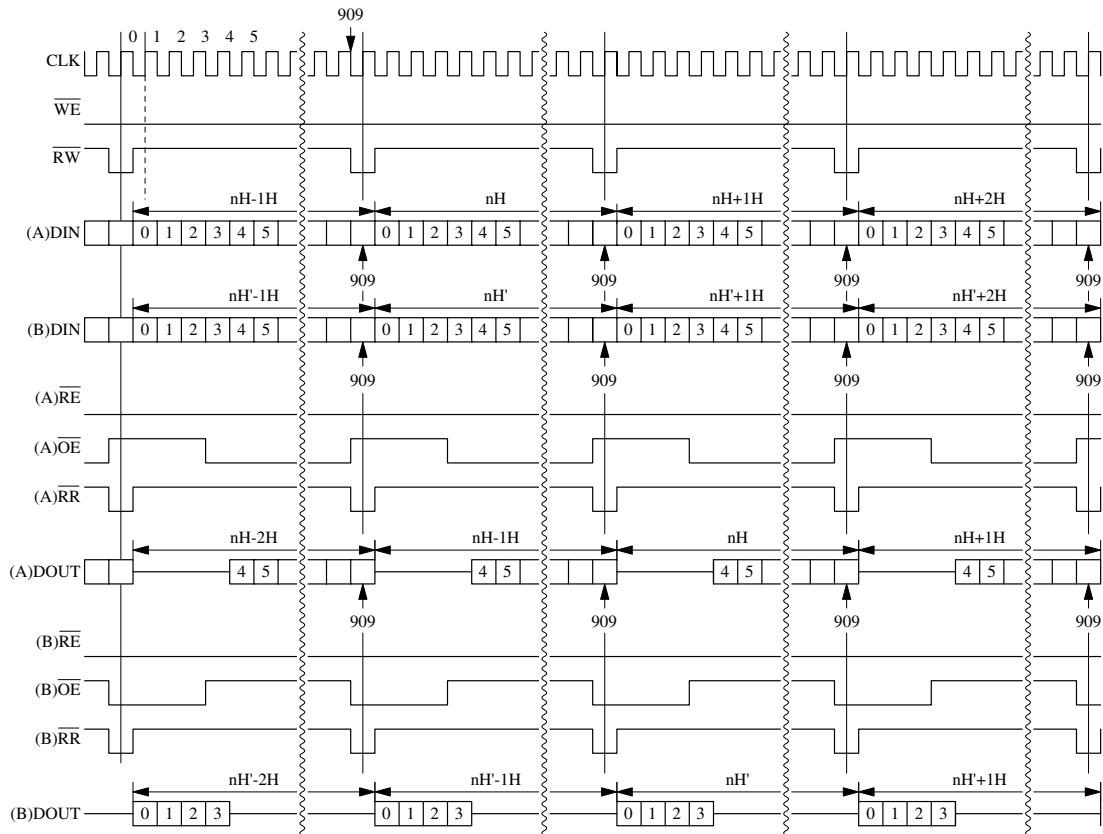 909
0 1 2 3 4 5
CLK
WE
RW
nH-1H nH nH+1H nH+2H
(A)DIN 0 1 2 3 4 5 0 1 2 3 4 5 0 1 2 3 4 5 0 1 2 3 4 5
909 909 909 909
nH'-1H nH' nH'+1H nH'+2H
(B)DIN 0 1 2 3 4 5 0 1 2 3 4 5 0 1 2 3 4 5 0 1 2 3 4 5
909 909 909 909
(A)RE
(A)OE
(A)RR
nH-2H nH-1H nH nH+1H
(A)DOUT 4 5 4 5 4 5 4 5
909 909 909 909
(B)RE
(B)OE
(B)RR
nH'-2H nH'-1H nH' nH'+1H
(B)DOUT 0 1 2 3 0 1 2 3 0 1 2 3 0 1 2 3